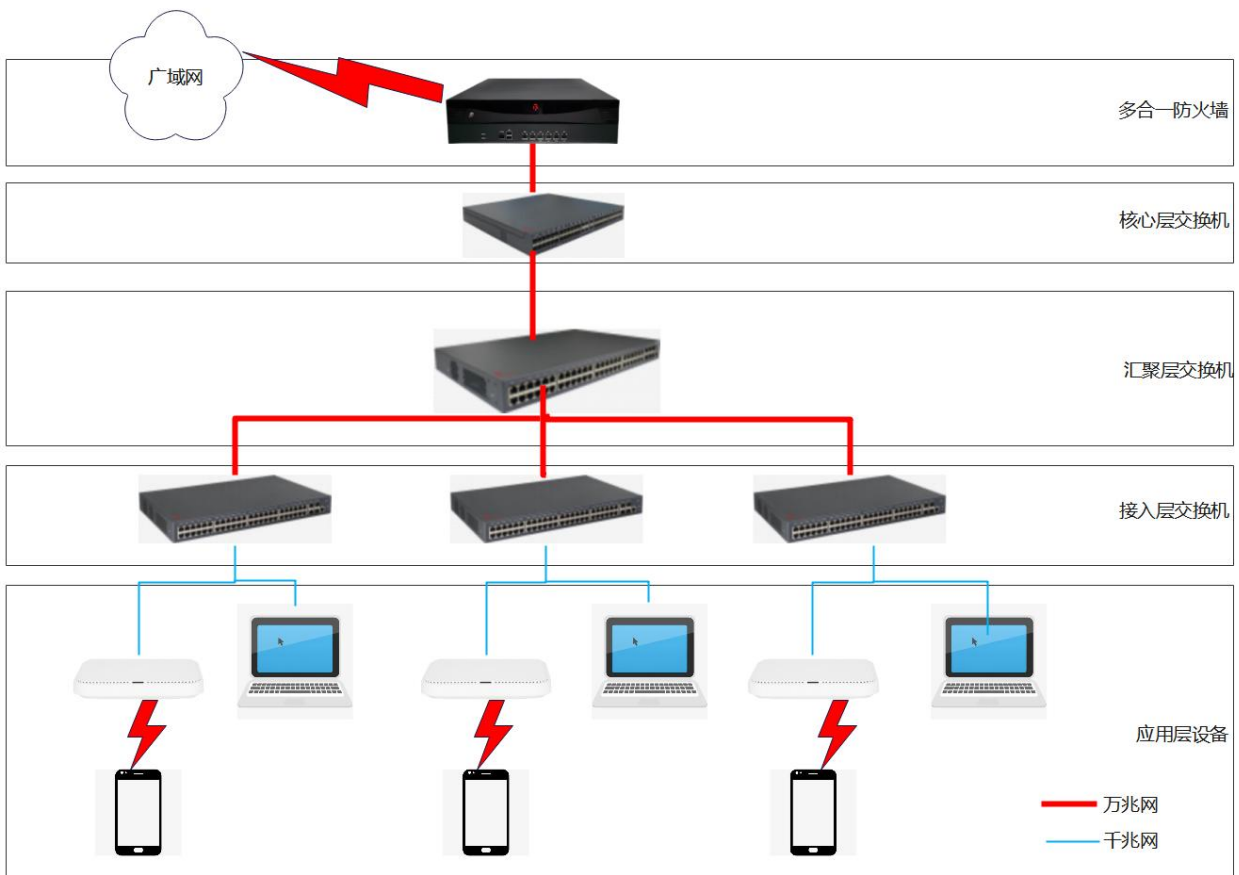 广域网
多合一防火墙
核心层交换机
汇聚层交换机
接入层交换机
应用层设备
万兆网
千兆网